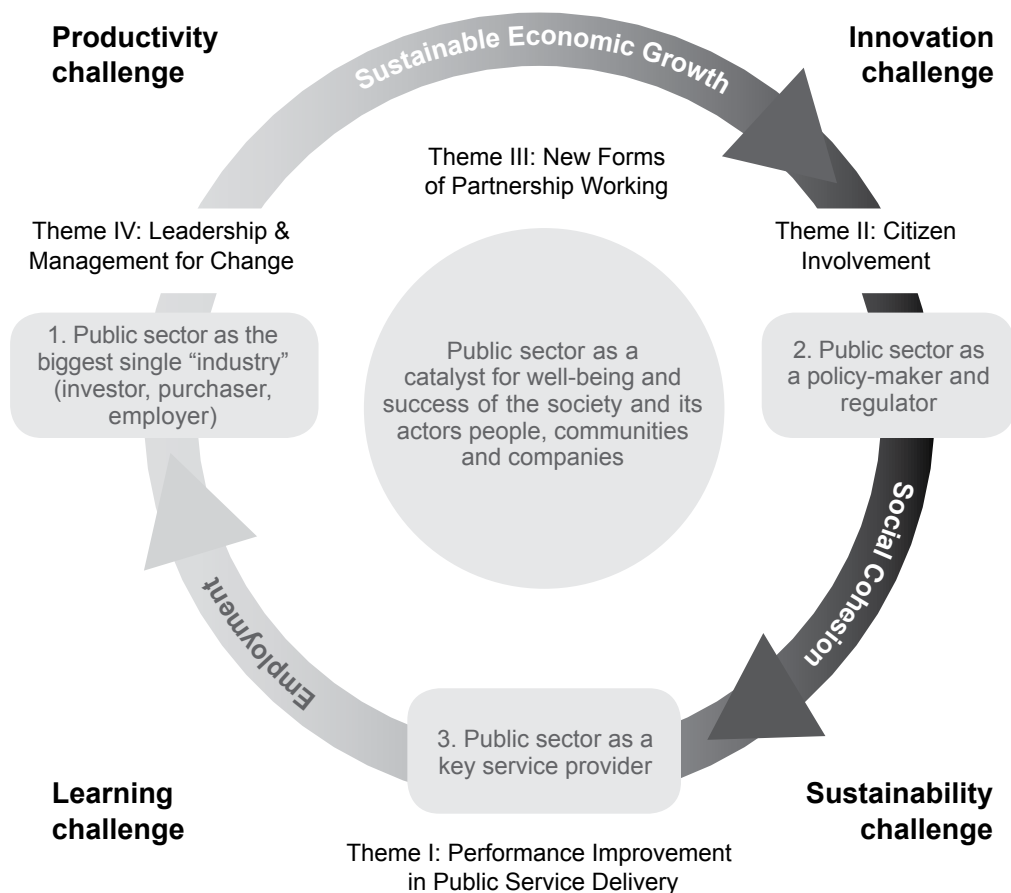 Productivity
challenge
Sustainable Economic Growth
Innovation
challenge
Theme III: New Forms
of Partnership Working
Theme IV: Leadership &
Management for Change
Theme II: Citizen
Involvement
1. Public sector as the
biggest single “industry”
(investor, purchaser,
employer)
Public sector as a
catalyst for well-being and
success of the society and its
actors people, communities
and companies
2. Public sector as
a policy-maker and
regulator
Social Cohesion
Employment
3. Public sector as a
key service provider
Learning
challenge
Sustainability
challenge
Theme I: Performance Improvement
in Public Service Delivery